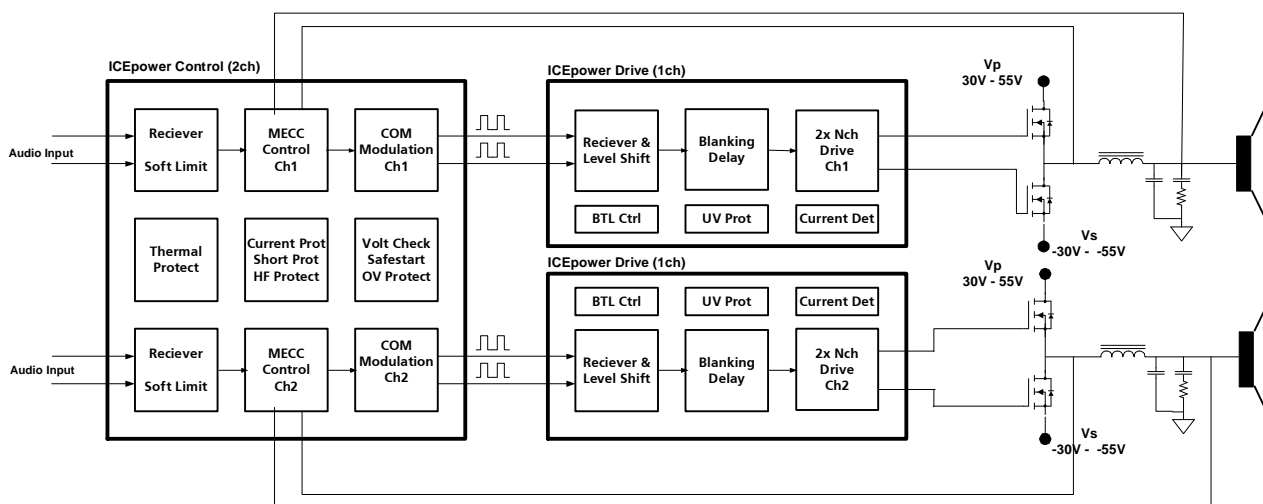 ICEpower Control (2ch)
ICEpower Drive (1ch)
Vp
30V - 55V
Audio Input
Reciever
Soft Limit
MECC
Control
Ch1
COM
Modulation
Ch1
Reciever &
Level Shift
Blanking
Delay
2x Nch
Drive
Ch1
BTL Ctrl
UV Prot
Current Det
Vs
-30V - -55V
Thermal
Protect
Current Prot
Short Prot
HF Protect
Volt Check
Safestart
OV Protect
ICEpower Drive (1ch)
Vp
30V - 55V
BTL Ctrl
UV Prot
Current Det
Audio Input
Reciever
Soft Limit
MECC
Control
Ch2
COM
Modulation
Ch2
Reciever &
Level Shift
Blanking
Delay
2x Nch
Drive
Ch2
Vs
-30V - -55V